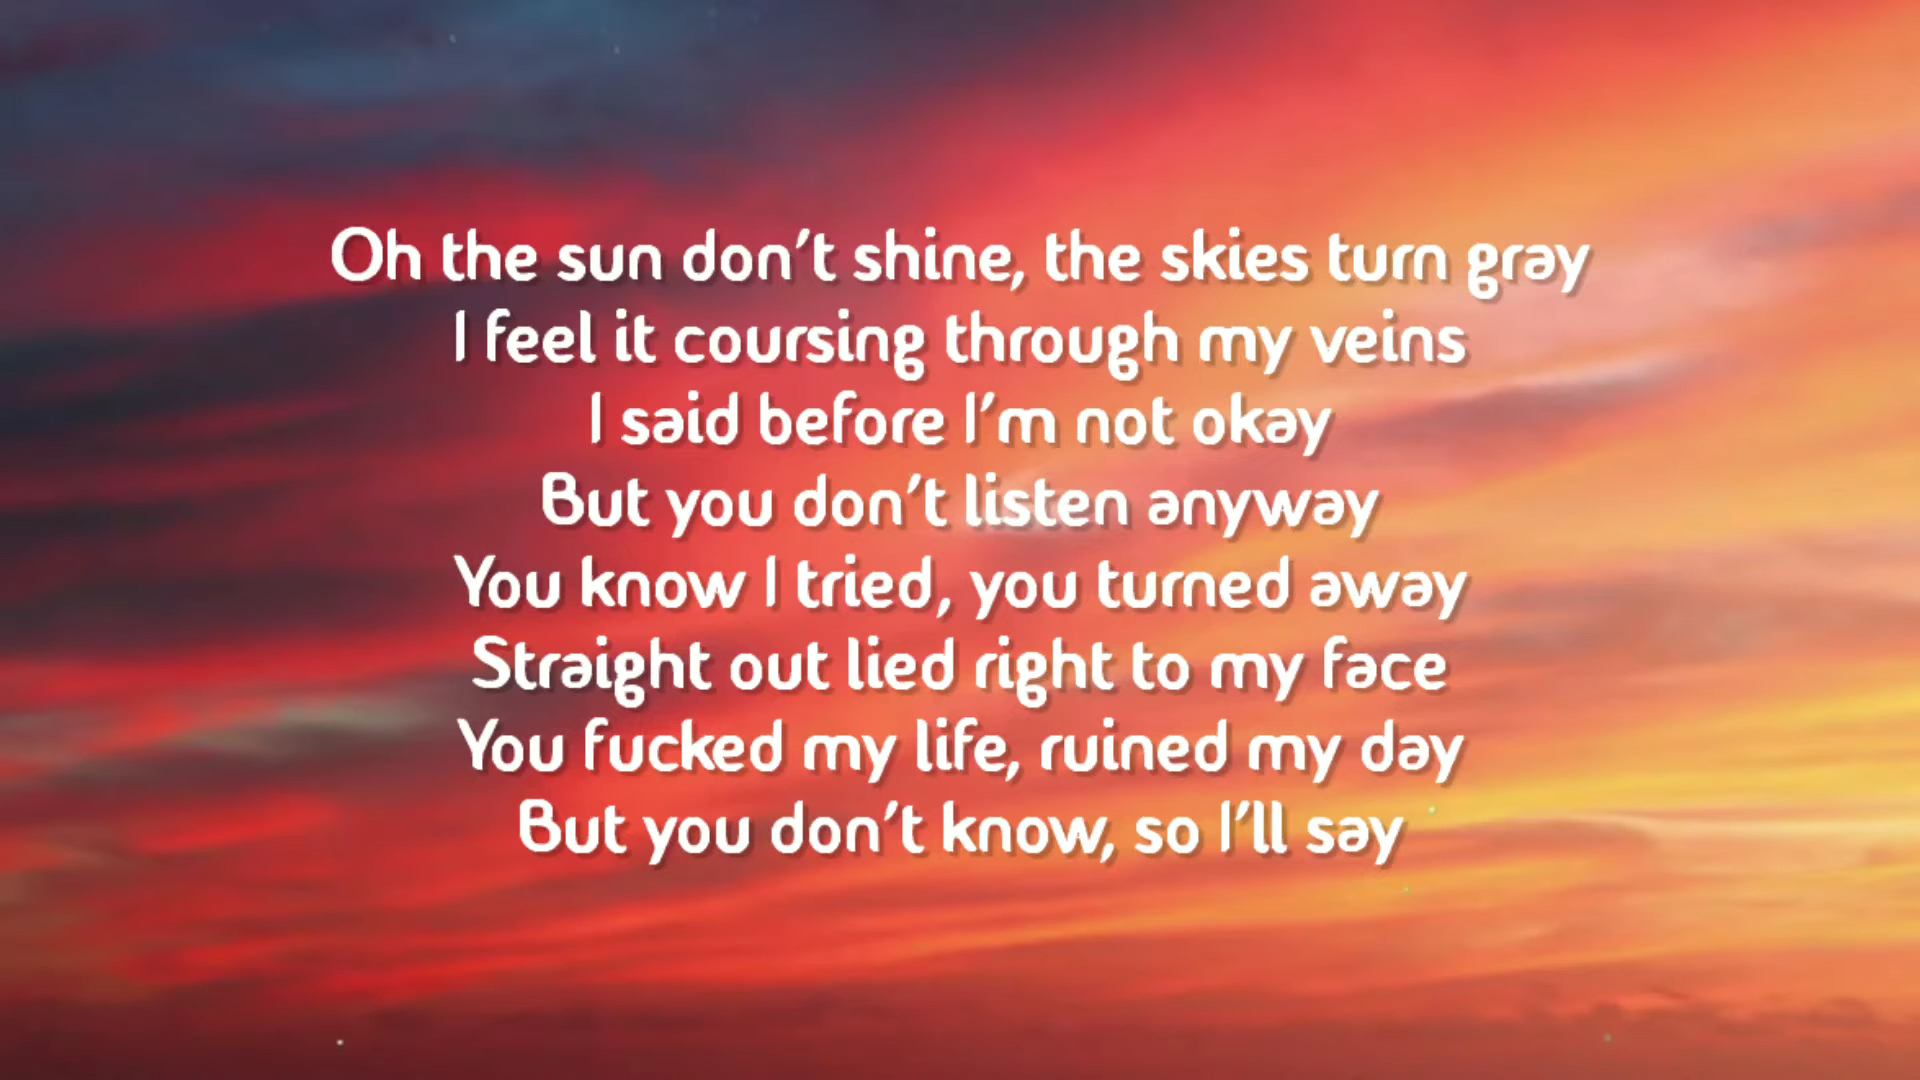 Oh the sun don't shine, the skies turn gray
I feel it coursing through my veins
I said before I'm not okay
But you don't listen anyway
You know I tried, you turned away
Straight out lied right to my face
You fucked my life, ruined my day
But you don't know, so I'll say